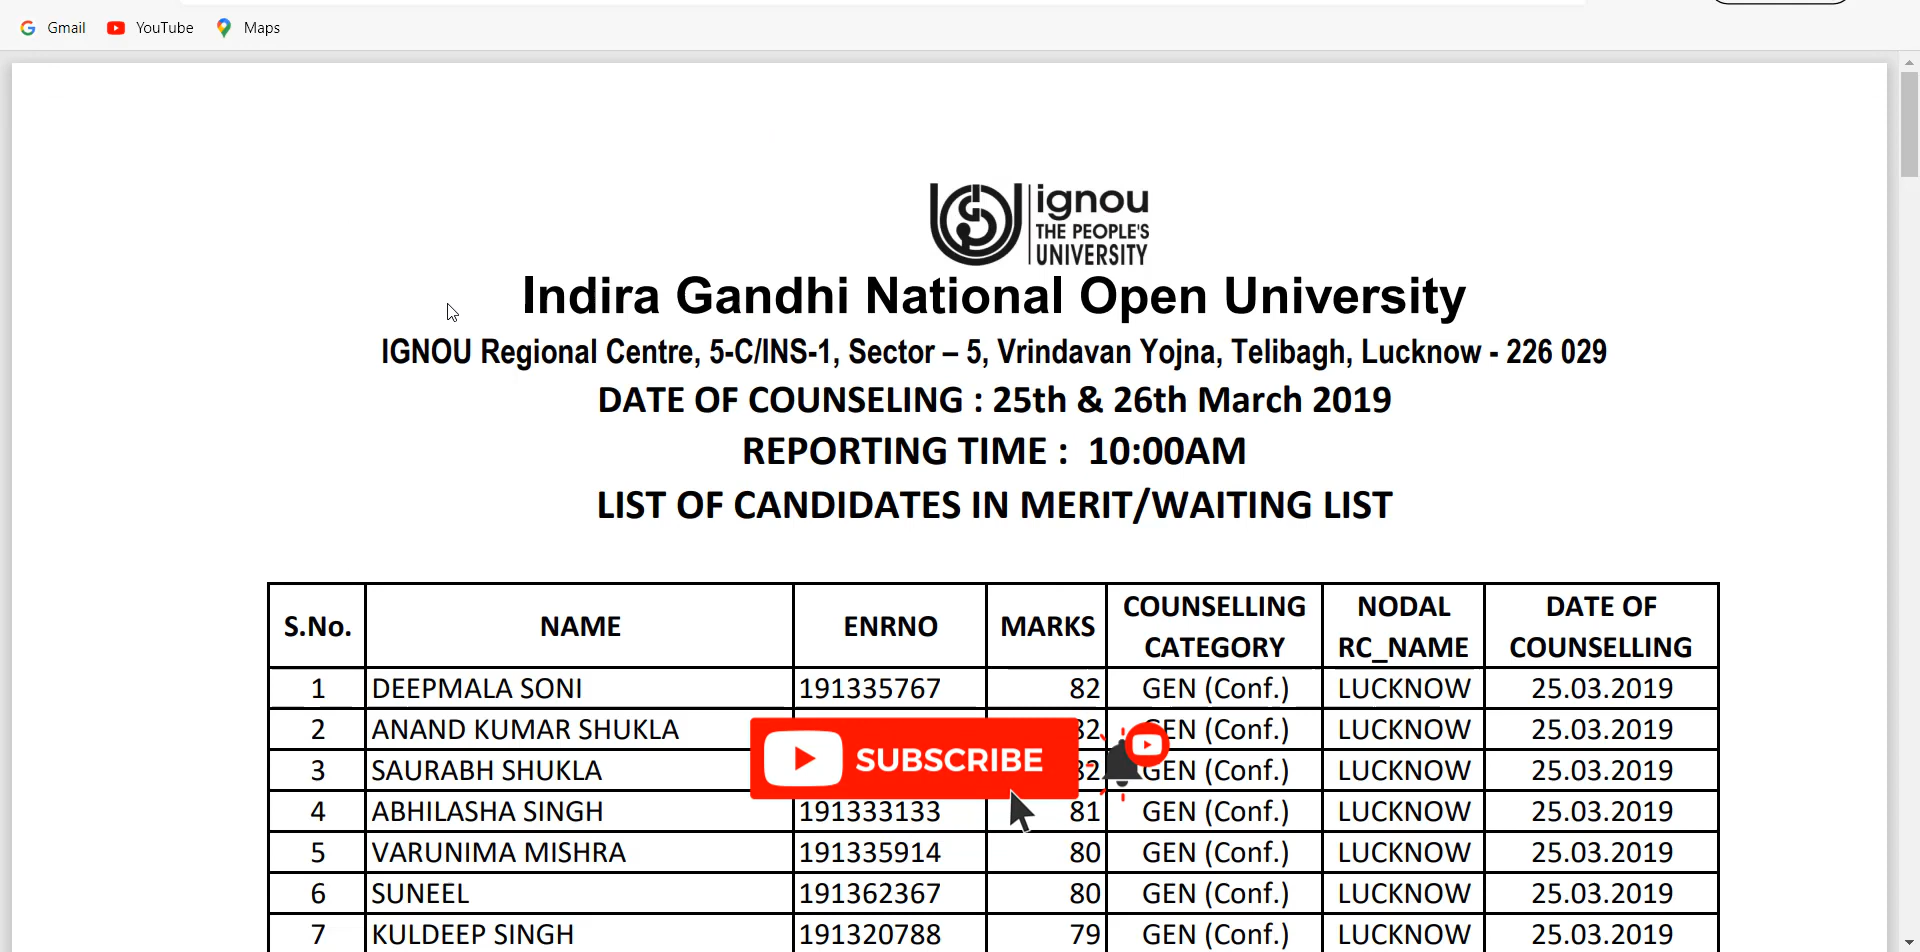 Gmail YouTube Maps
ignou
THE PEOPLE'S
UNIVERSITY
Indira Gandhi National Open University
IGNOU Regional Centre, 5-C/INS-1, Sector – 5, Vrindavan Yojna, Telibagh, Lucknow - 226 029
DATE OF COUNSELING : 25th & 26th March 2019
REPORTING TIME : 10:00AM
LIST OF CANDIDATES IN MERIT/WAITING LIST
S.No. NAME ENRNO MARKS COUNSELLING CATEGORY NODAL RC_NAME DATE OF COUNSELLING
1 DEEPMALA SONI 191335767 82 GEN (Conf.) LUCKNOW 25.03.2019
2 ANAND KUMAR SHUKLA GEN (Conf.) LUCKNOW 25.03.2019
3 SAURABH SHUKLA GEN (Conf.) LUCKNOW 25.03.2019
SUBSCRIBE
4 ABHILASHA SINGH 191333133 81 GEN (Conf.) LUCKNOW 25.03.2019
5 VARUNIMA MISHRA 191335914 80 GEN (Conf.) LUCKNOW 25.03.2019
6 SUNEEL 191362367 80 GEN (Conf.) LUCKNOW 25.03.2019
7 KULDEEP SINGH 191320788 79 GEN (Conf.) LUCKNOW 25.03.2019